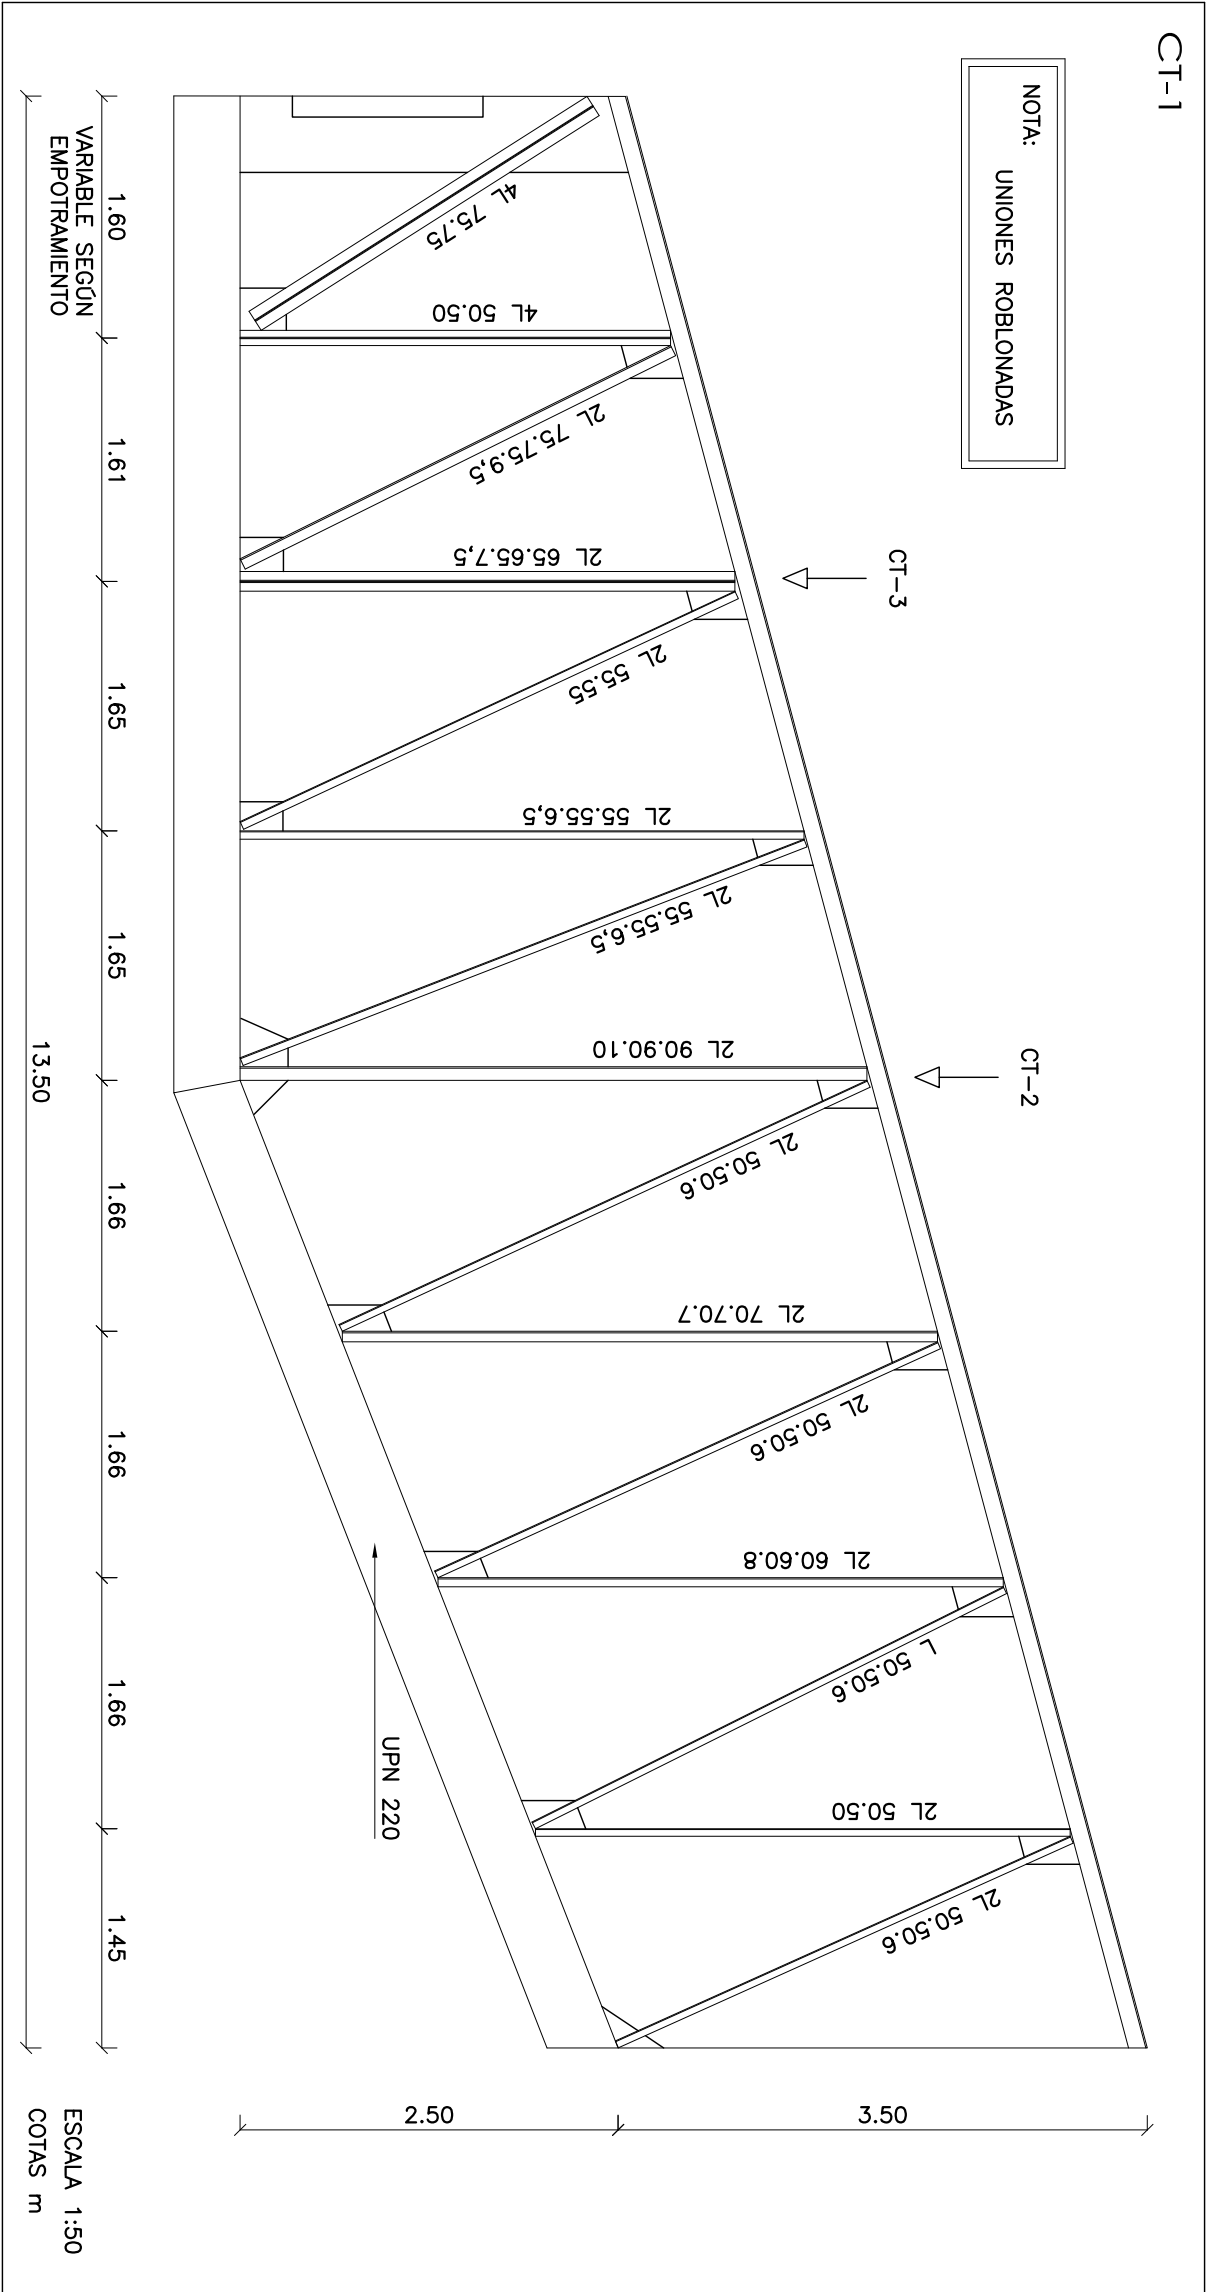 CT-1
NOTA:
UNIONES ROBLONADAS
CT-3
CT-2
4L 75.75
4L 50.50
2L 75.75.9,5
2L 65.65.7,5
2L 55.55
2L 55.55.6,5
2L 55.55.6,5
2L 90.90.10
2L 50.50.6
2L 70.70.7
2L 50.50.6
2L 60.60.8
L 50.50.6
2L 50.50
2L 50.50.6
UPN 220
1.60
1.61
1.65
1.65
1.66
1.66
1.66
1.45
VARIABLE SEGÚN
EMPOTRAMIENTO
13.50
3.50
2.50
ESCALA 1:50
COTAS m